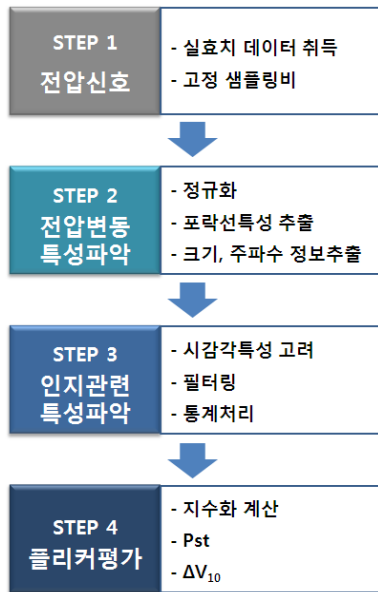 STEP 1
전압신호
- 실효치 데이터 취득
- 고정 샘플링비
STEP 2
전압변동
특성파악
- 정규화
- 포락선특성 추출
- 크기, 주파수 정보추출
STEP 3
인지관련
특성파악
- 시감각특성 고려
- 필터링
- 통계처리
STEP 4
플리커평가
- 지수화 계산
- Pst
- ΔV₁₀